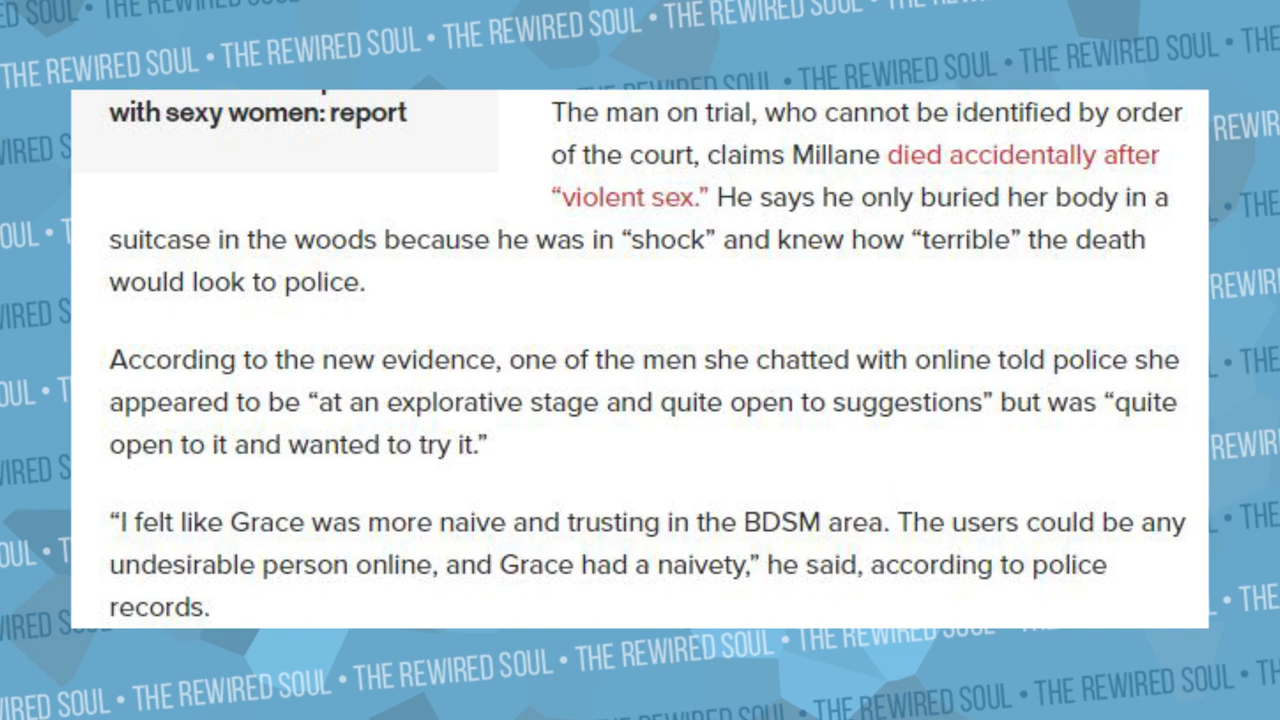 THE REWIRED SOUL • THE REWIRED SOUL • THE REWIRED SOUL • THE REWIRED SOUL
with sexy women: report
The man on trial, who cannot be identified by order
of the court, claims Millane died accidentally after
“violent sex.” He says he only buried her body in a
suitcase in the woods because he was in “shock” and knew how “terrible” the death
would look to police.
According to the new evidence, one of the men she chatted with online told police she
appeared to be “at an explorative stage and quite open to suggestions” but was “quite
open to it and wanted to try it.”
“I felt like Grace was more naive and trusting in the BDSM area. The users could be any
undesirable person online, and Grace had a naivety,” he said, according to police
records.
SOUL • THE REWIRED SOUL • THE REWIRED SOUL • THE REWIRED SOUL • THE REWIRED SOUL
THE REWIRED SOUL • THE REWIRED SOUL